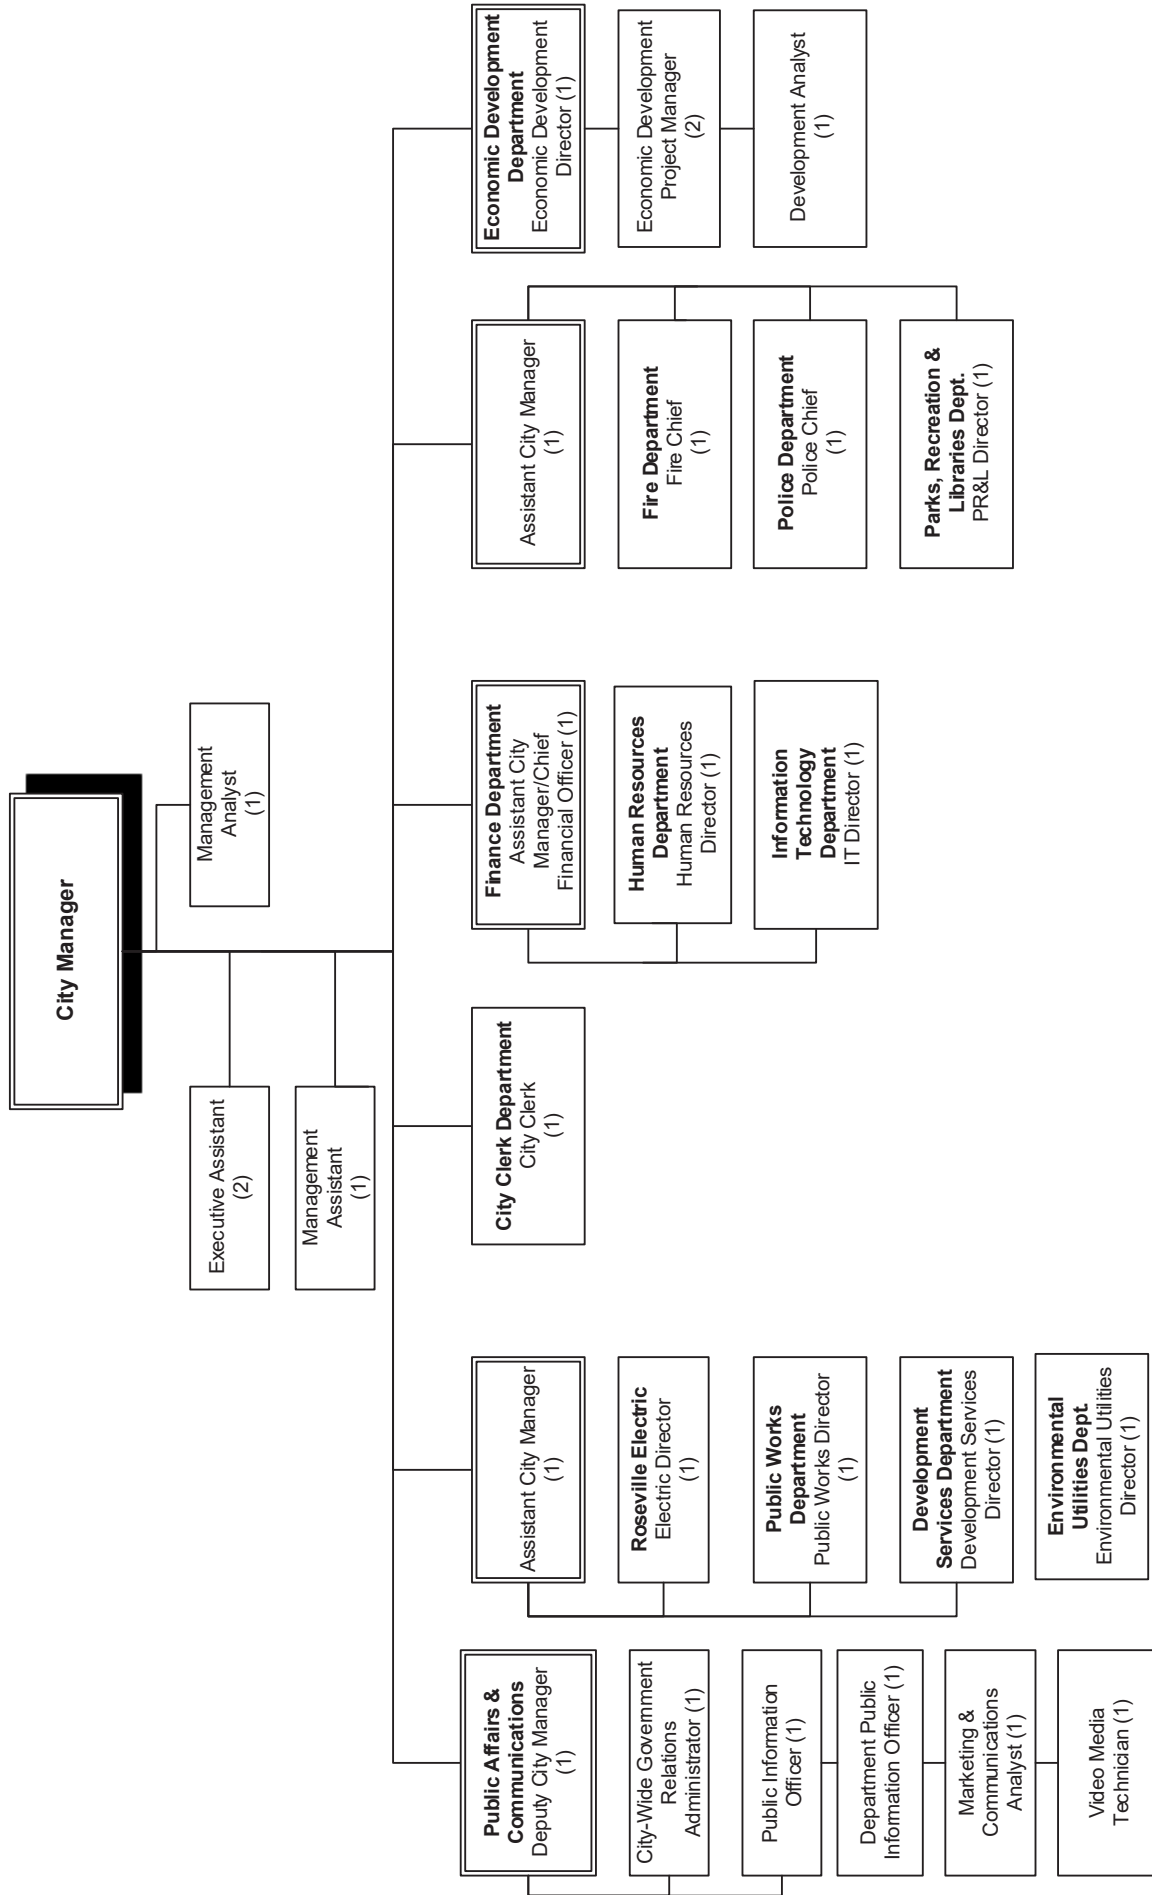 City Manager
Executive Assistant
(2)
Management
Assistant
(1)
Management
Analyst
(1)
Public Affairs &
Communications
Deputy City Manager
(1)
City-Wide Government
Relations
Administrator (1)
Public Information
Officer (1)
Department Public
Information Officer (1)
Marketing &
Communications
Analyst (1)
Video Media
Technician (1)
Assistant City Manager
(1)
Roseville Electric
Electric Director
(1)
Public Works
Department
Public Works Director
(1)
Development
Services Department
Development Services
Director (1)
Environmental
Utilities Dept.
Environmental Utilities
Director (1)
City Clerk Department
City Clerk
(1)
Finance Department
Assistant City
Manager/Chief
Financial Officer (1)
Human Resources
Department
Human Resources
Director (1)
Information
Technology
Department
IT Director (1)
Assistant City Manager
(1)
Fire Department
Fire Chief
(1)
Police Department
Police Chief
(1)
Parks, Recreation &
Libraries Dept.
PR&L Director (1)
Economic Development
Department
Economic Development
Director (1)
Economic Development
Project Manager
(2)
Development Analyst
(1)